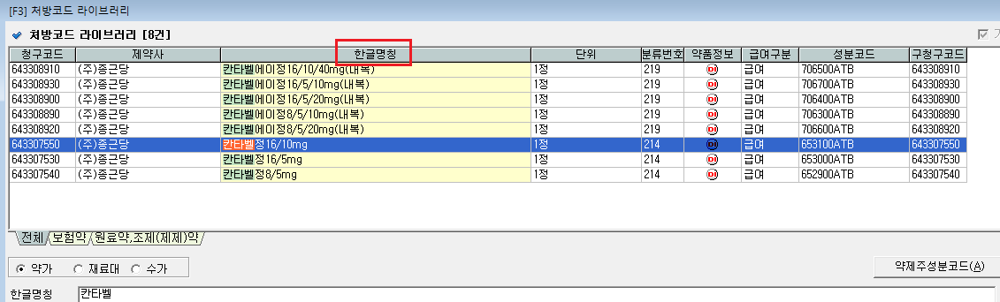 [F3] 처방코드 라이브러리
처방코드 라이브러리 [8건]
청구코드 제약사 한글명칭 단위 분류번호 약품정보 급여구분 성분코드 구청구코드
643308910 (주)종근당 칸타벨에이정16/10/40mg(내복) 1정 219 DI 급여 706500ATB 643308910
643308930 (주)종근당 칸타벨에이정16/5/10mg(내복) 1정 219 DI 급여 706700ATB 643308930
643308900 (주)종근당 칸타벨에이정16/5/20mg(내복) 1정 219 DI 급여 706400ATB 643308900
643308890 (주)종근당 칸타벨에이정8/5/10mg(내복) 1정 219 DI 급여 706300ATB 643308890
643308920 (주)종근당 칸타벨에이정8/5/20mg(내복) 1정 219 DI 급여 706600ATB 643308920
643307550 (주)종근당 칸타벨정16/10mg 1정 214 DI 급여 653100ATB 643307550
643307530 (주)종근당 칸타벨정16/5mg 1정 214 DI 급여 653000ATB 643307530
643307540 (주)종근당 칸타벨정8/5mg 1정 214 DI 급여 652900ATB 643307540
전체 보험약 원료약,조제(제제)약
약가 재료대 수가 약제주성분코드(A)
한글명칭 칸타벨